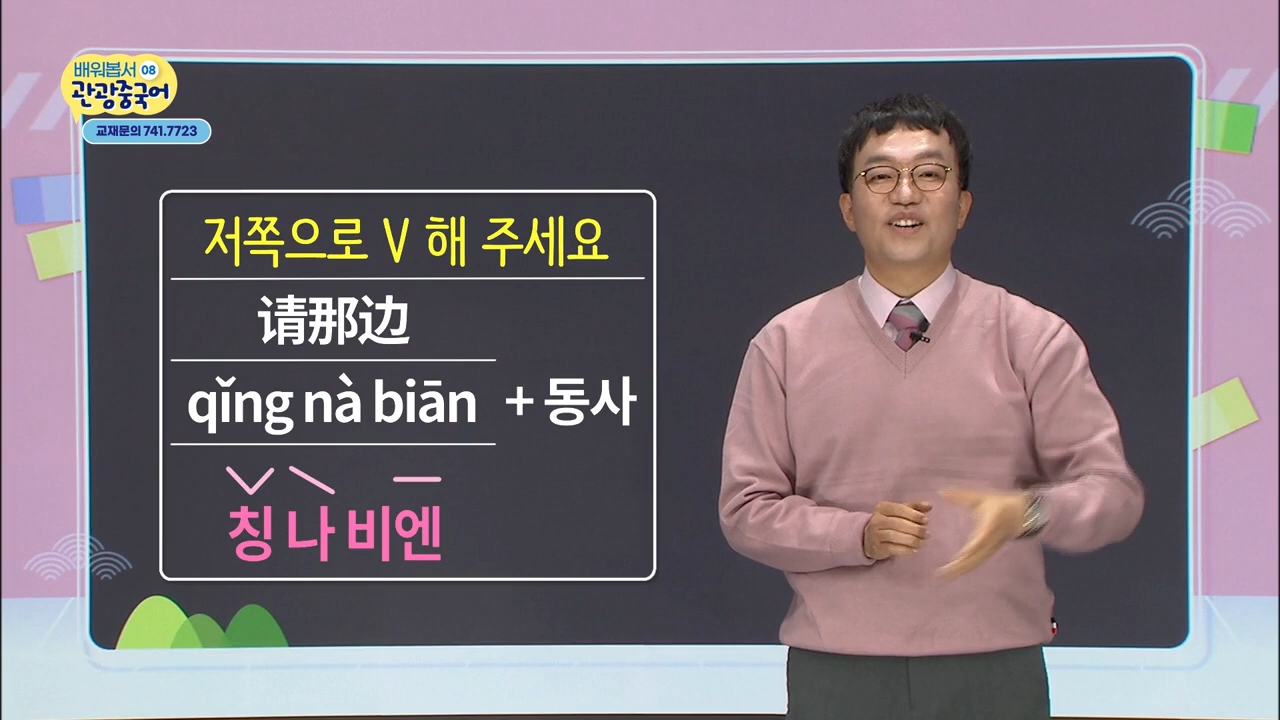 배워봅서 08
관광중국어
교재문의 741.7723
저쪽으로 V 해 주세요
请那边
qǐng nà biān + 동사
칭 나 비엔